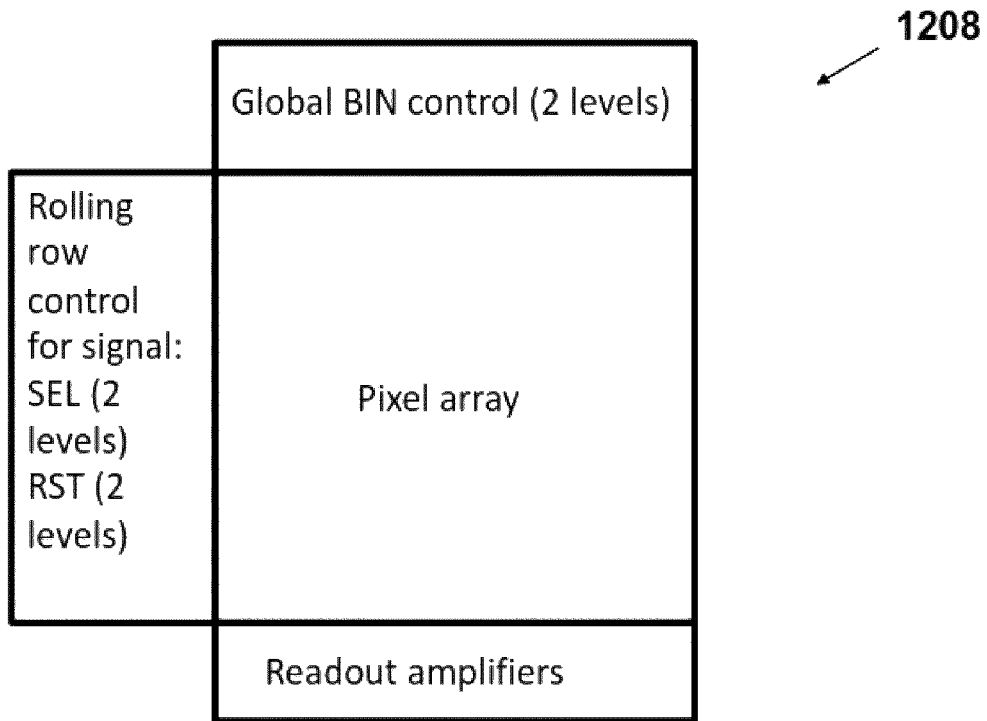 1208
Global BIN control (2 levels)
Rolling
row
control
for signal:
SEL (2
levels)
RST (2
levels)
Pixel array
Readout amplifiers